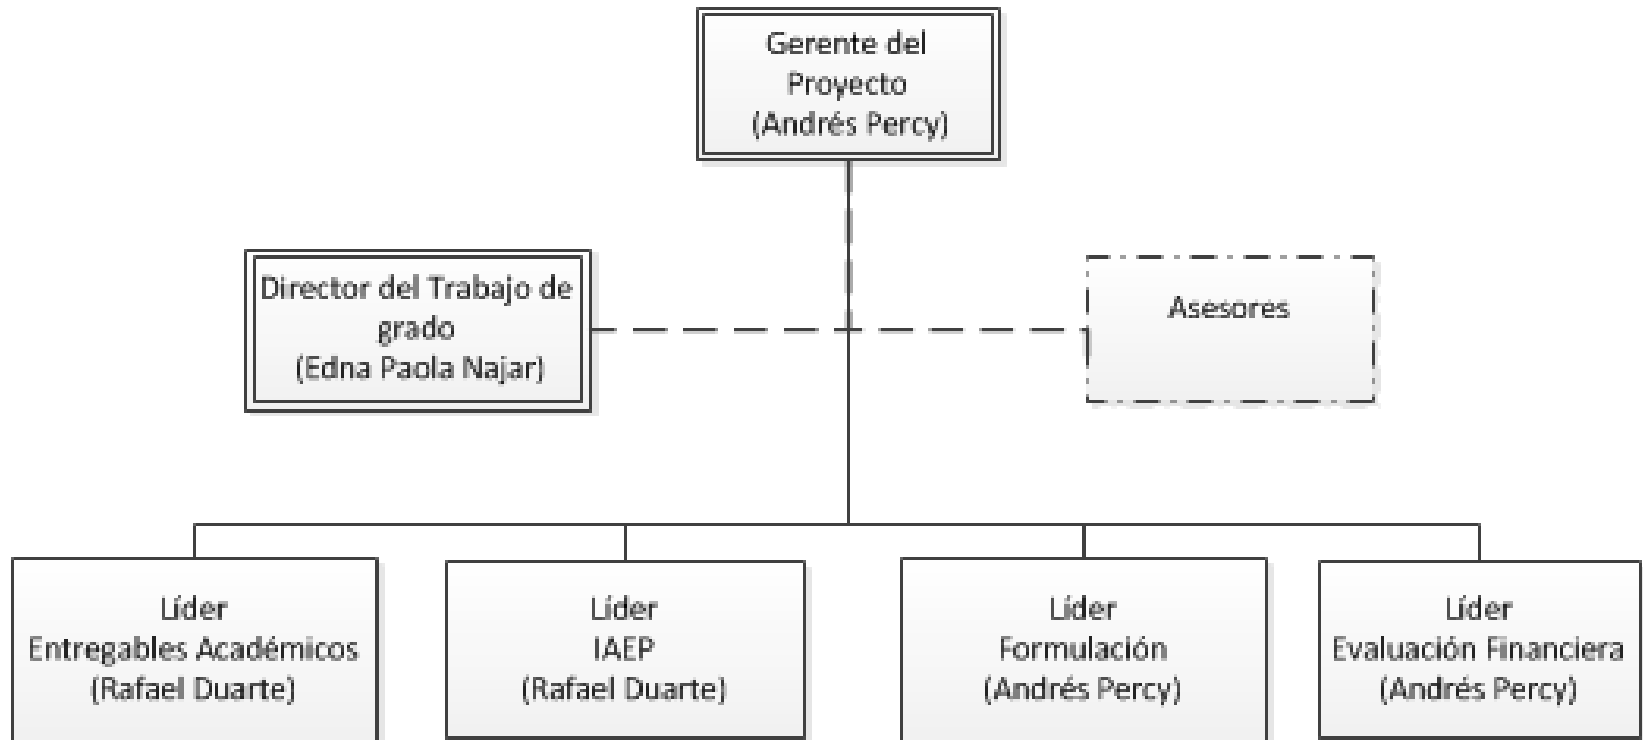 Gerente del
Proyecto
(Andrés Percy)
Director del Trabajo de
grado
(Edna Paola Najar)
Asesores
Líder
Entregables Académicos
(Rafael Duarte)
Líder
IAEP
(Rafael Duarte)
Líder
Formulación
(Andrés Percy)
Líder
Evaluación Financiera
(Andrés Percy)